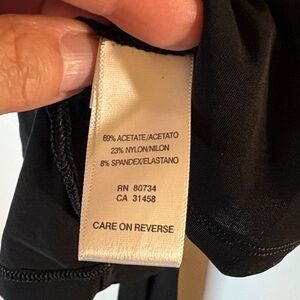 69% ACETATE/ACETATO
23% NYLON/NILON
8% SPANDEX/ELASTANO
RN 80734
CA 31458
CARE ON REVERSE